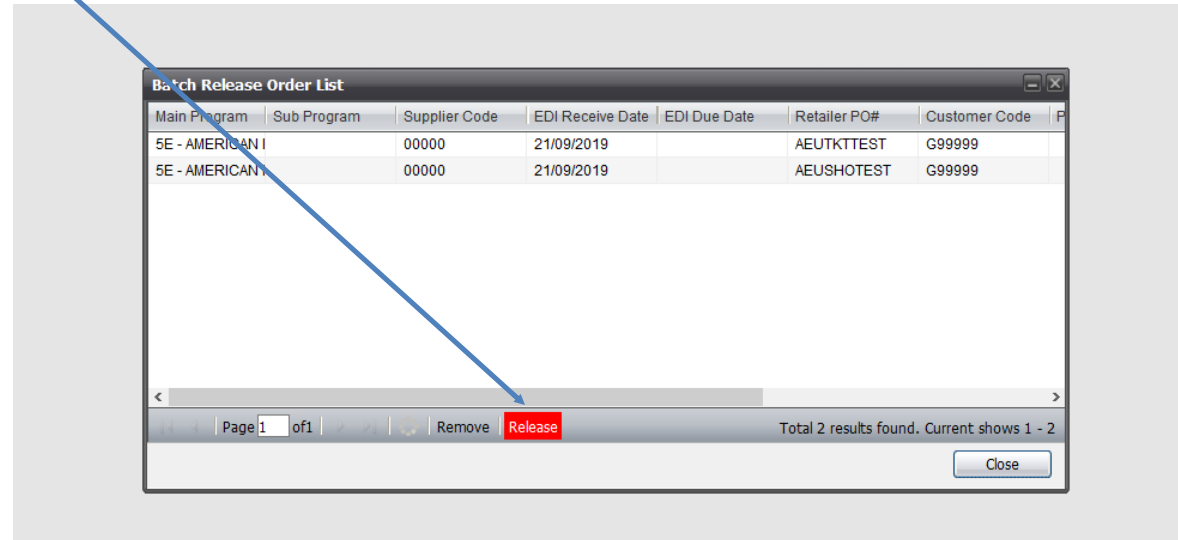 Batch Release Order List
Main Program Sub Program Supplier Code EDI Receive Date EDI Due Date Retailer PO# Customer Code P
5E - AMERICAN I 00000 21/09/2019 AEUTKTTEST G99999
5E - AMERICAN I 00000 21/09/2019 AEUSHOTEST G99999
Page 1 of1 Remove Release Total 2 results found. Current shows 1 - 2
Close